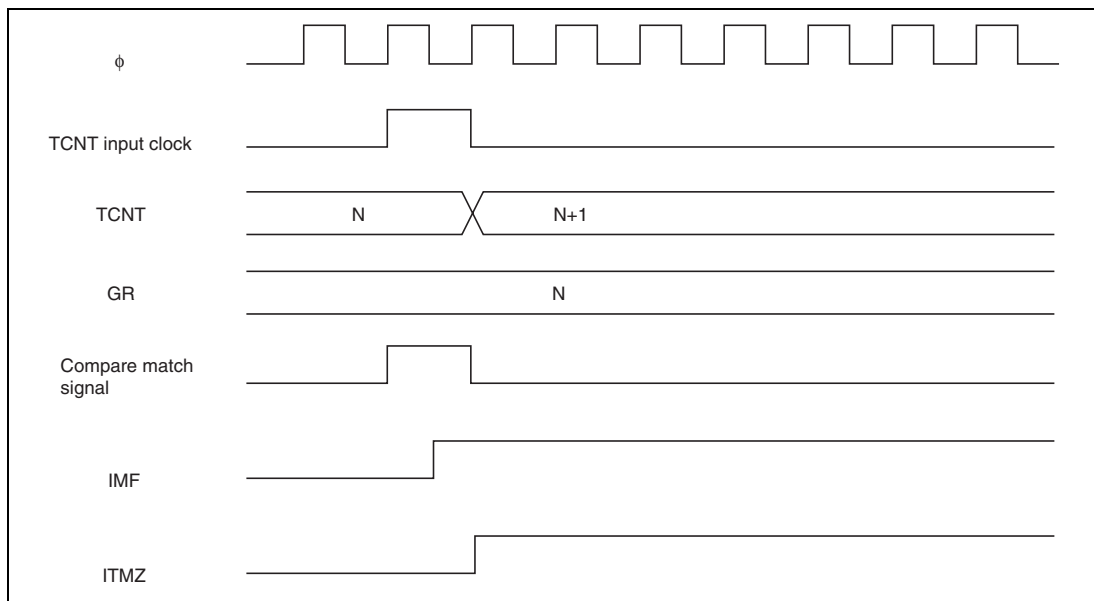 ϕ
TCNT input clock
TCNT
N
N+1
GR
N
Compare match
signal
IMF
ITMZ